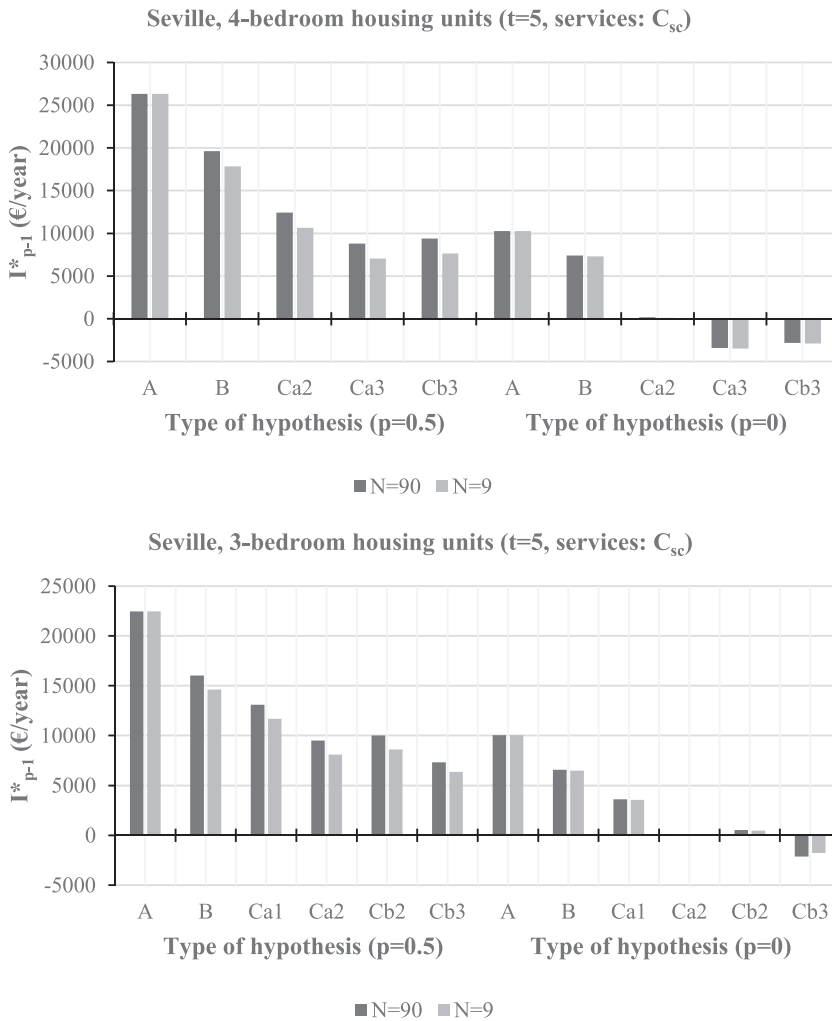 Seville, 4-bedroom housing units (t=5, services: Csc)
30000
25000
20000
15000
10000
5000
0
-5000
I*p-1 (€/year)
A B Ca2 Ca3 Cb3 A B Ca2 Ca3 Cb3
Type of hypothesis (p=0.5) Type of hypothesis (p=0)
N=90 N=9
Seville, 3-bedroom housing units (t=5, services: Csc)
25000
20000
15000
10000
5000
0
-5000
I*p-1 (€/year)
A B Ca1 Ca2 Cb2 Cb3 A B Ca1 Ca2 Cb2 Cb3
Type of hypothesis (p=0.5) Type of hypothesis (p=0)
N=90 N=9